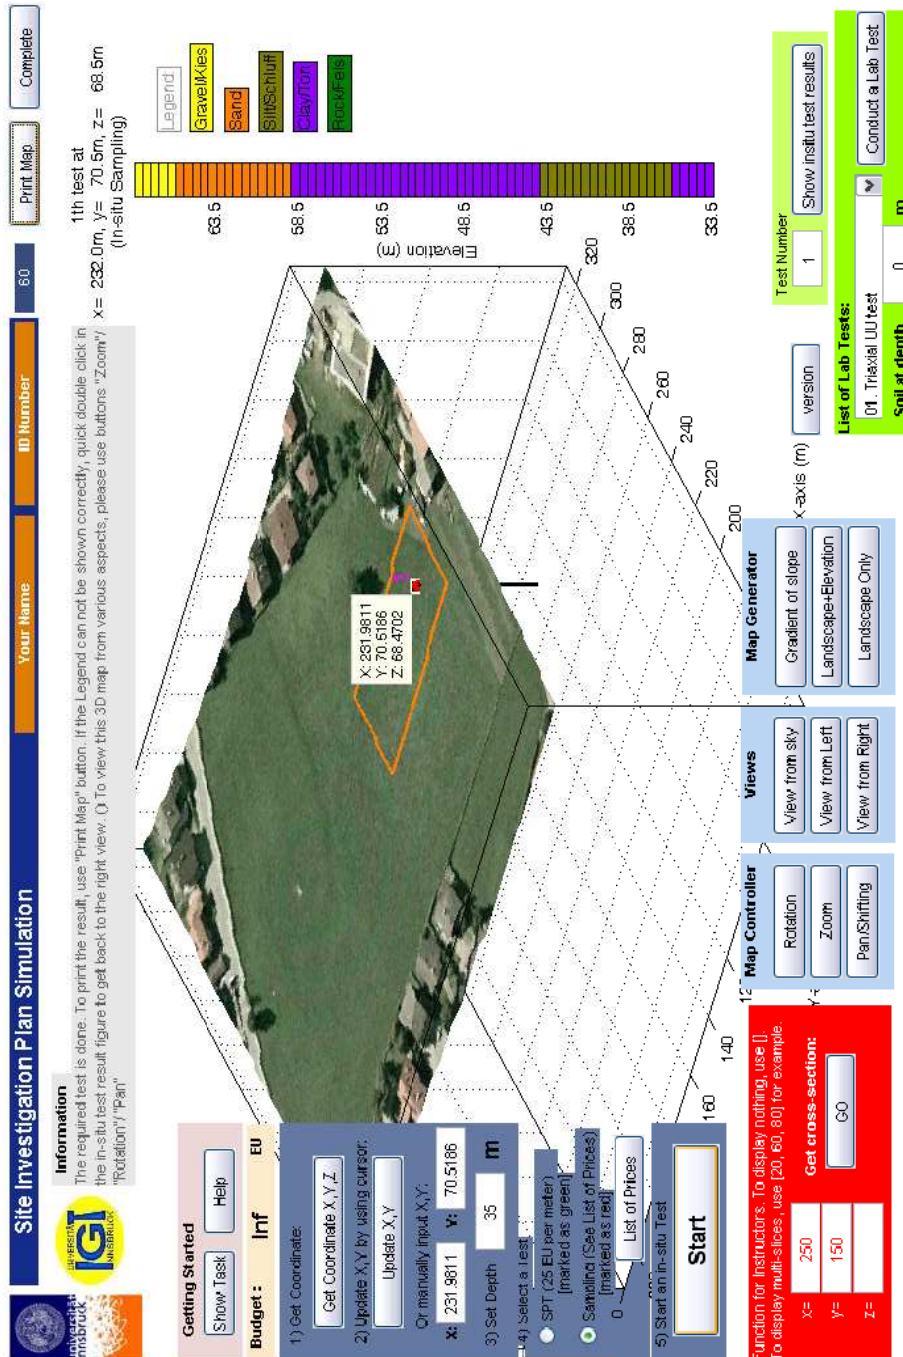 Site Investigation Plan Simulation
Your Name
ID Number
60
Print Map
Complete
Information
The required test is done. To print the result, use "Print Map" button. If the Legend can not be shown correctly, quick double click in
the in-situ test result figure to get back to the right view. () To view this 3D map from various aspects, please use buttons "Zoom"/
"Rotation"/ "Pan"
UNIVERSITÄT
IGI
INNSBRUCK
universität
innsbruck
1th test at
x= 232.0m, y= 70.5m, z= 68.5m
(In-situ Sampling)
Legend:
Gravel/Kies
Sand
Silt/Schluff
Clay/Ton
Rock/Fels
63.5
58.5
53.5
48.5
43.5
38.5
33.5
Elevation (m)
Getting Started
Show Task
Help
Budget :
Inf
EU
1) Get Coordinate:
Get Coordinate X,Y,Z
2) Update X,Y by using cursor:
Update X,Y
Or manually input X,Y:
X:
231.9811
Y:
70.5186
3) Set Depth
35
m
4) Select a Test
SPT (25 EU per meter)
[marked as green]
Sampling (See List of Prices)
[marked as red]
List of Prices
0
5) Start an In-situ Test
Start
X: 231.9811
Y: 70.5186
Z: 68.4702
320
300
280
260
240
220
200
X-axis (m)
160
140
Function for Instructors. To display nothing, use [].
To display multi-slices, use [20, 60, 80] for example.
x=
250
y=
150
z=
Get cross-section:
GO
Map Controller
Rotation
Zoom
Pan/Shifting
Views
View from sky
View from Left
View from Right
Map Generator
Gradient of slope
Landscape+Elevation
Landscape Only
version
Test Number
1
Show insitu test results
List of Lab Tests:
01. Triaxial UU test
Conduct a Lab Test
Soil at depth
0
m